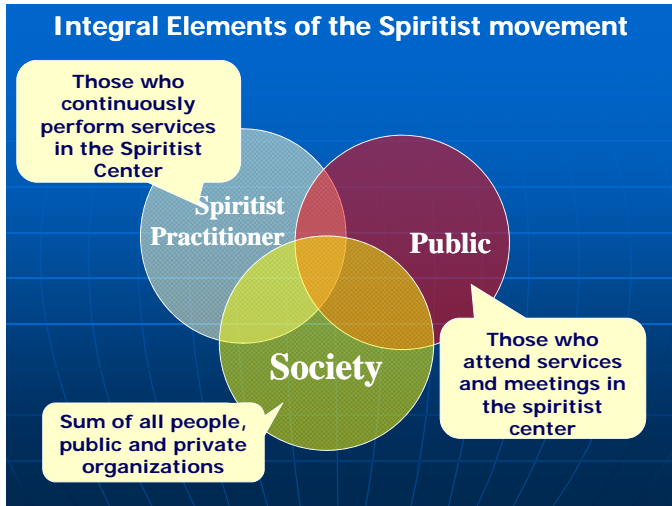 Integral Elements of the Spiritist movement
Those who
continuously
perform services
in the Spiritist
Center
Spiritist
Practitioner
Public
Society
Those who
attend services
and meetings in
the spiritist
center
Sum of all people,
public and private
organizations